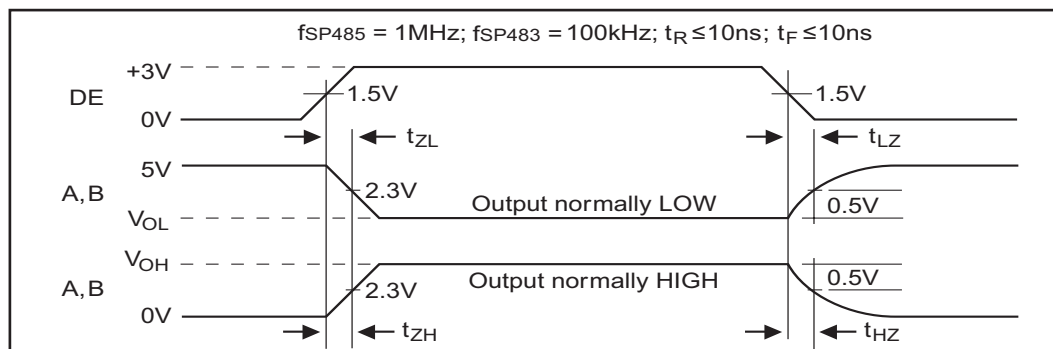 fSP485 = 1MHz; fSP483 = 100kHz; tR ≤10ns; tF ≤10ns
+3V
DE
1.5V
1.5V
0V
tZL
tLZ
5V
A,B
2.3V
Output normally LOW
0.5V
VOL
VOH
A,B
2.3V
Output normally HIGH
0.5V
0V
tZH
tHZ